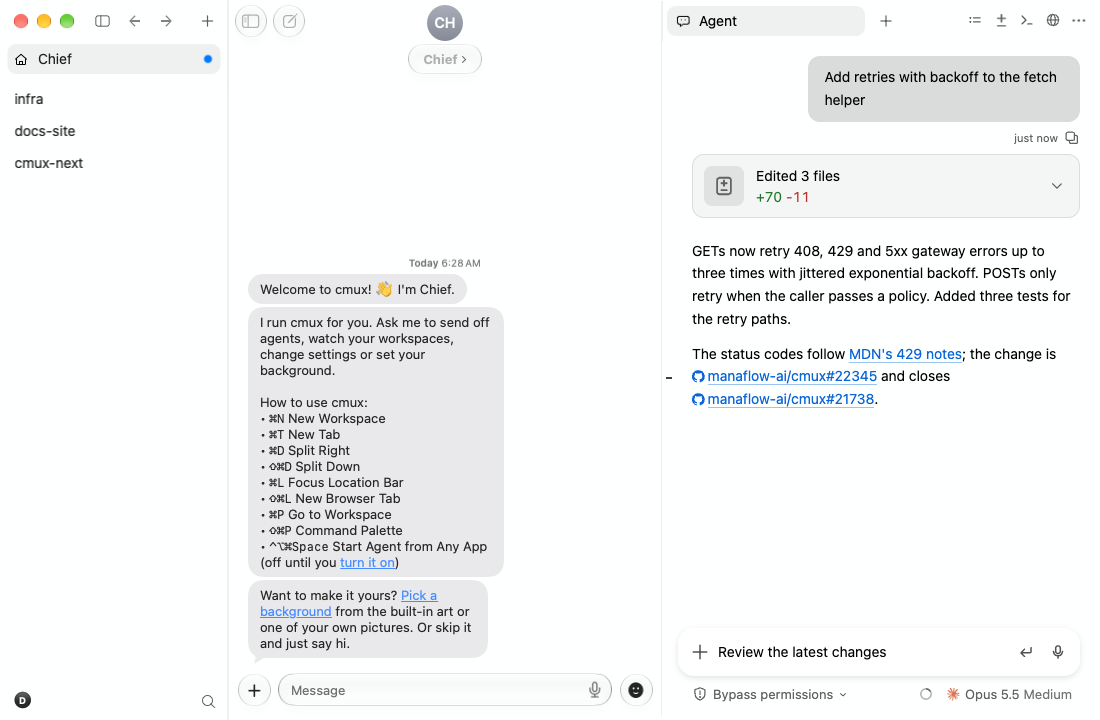 Chief
infra
docs-site
cmux-next
D
CH
Chief ›
Today 6:28 AM
Welcome to cmux! 👋 I'm Chief.
I run cmux for you. Ask me to send off
agents, watch your workspaces,
change settings or set your
background.
How to use cmux:
• ⌘N New Workspace
• ⌘T New Tab
• ⌘D Split Right
• ⇧⌘D Split Down
• ⌘L Focus Location Bar
• ⇧⌘L New Browser Tab
• ⌘P Go to Workspace
• ⇧⌘P Command Palette
• ^⌥⌘Space Start Agent from Any App
(off until you turn it on)
Want to make it yours? Pick a
background from the built-in art or
one of your own pictures. Or skip it
and just say hi.
Message
Agent
Add retries with backoff to the fetch
helper
just now
Edited 3 files
+70 -11
GETs now retry 408, 429 and 5xx gateway errors up to
three times with jittered exponential backoff. POSTs only
retry when the caller passes a policy. Added three tests for
the retry paths.
The status codes follow MDN's 429 notes; the change is
manaflow-ai/cmux#22345 and closes
manaflow-ai/cmux#21738.
Review the latest changes
Bypass permissions
Opus 5.5 Medium